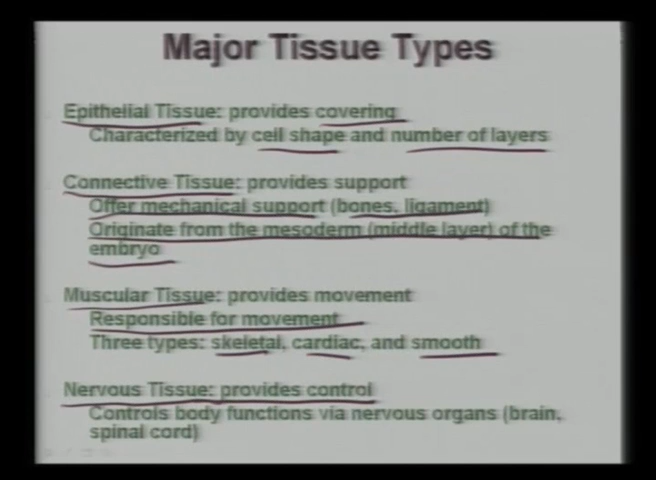 Major Tissue Types
Epithelial Tissue: provides covering
Characterized by cell shape and number of layers
Connective Tissue: provides support
Offer mechanical support (bones, ligament)
Originate from the mesoderm (middle layer) of the
embryo
Muscular Tissue: provides movement
Responsible for movement
Three types: skeletal, cardiac, and smooth
Nervous Tissue: provides control
Controls body functions via nervous organs (brain,
spinal cord)